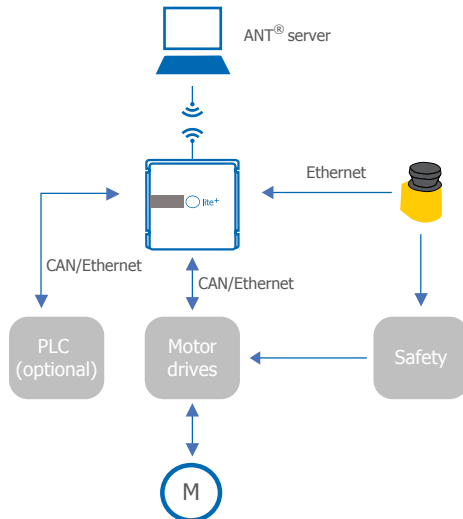 ANT® server
Ethernet
lite+
CAN/Ethernet
CAN/Ethernet
PLC
(optional)
Motor
drives
Safety
M